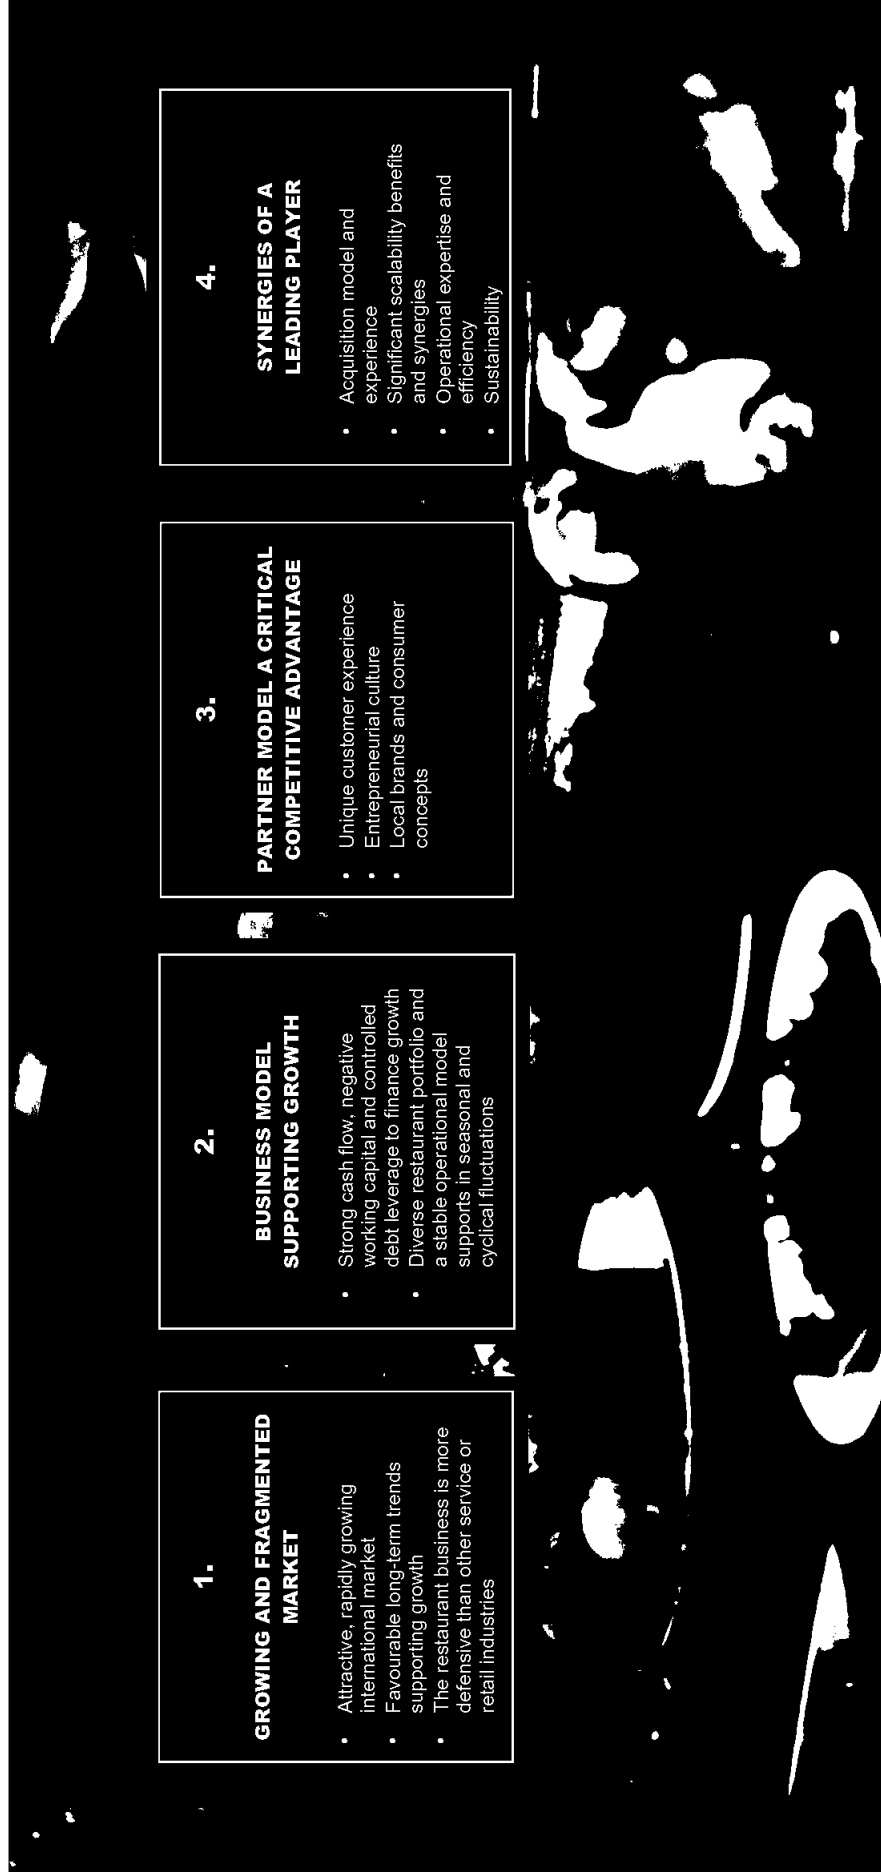 1.
GROWING AND FRAGMENTED
MARKET
• Attractive, rapidly growing
international market
• Favourable long-term trends
supporting growth
• The restaurant business is more
defensive than other service or
retail industries
2.
BUSINESS MODEL
SUPPORTING GROWTH
• Strong cash flow, negative
working capital and controlled
debt leverage to finance growth
• Diverse restaurant portfolio and
a stable operational model
supports in seasonal and
cyclical fluctuations
3.
PARTNER MODEL A CRITICAL
COMPETITIVE ADVANTAGE
• Unique customer experience
• Entrepreneurial culture
• Local brands and consumer
concepts
4.
SYNERGIES OF A
LEADING PLAYER
• Acquisition model and
experience
• Significant scalability benefits
and synergies
• Operational expertise and
efficiency
• Sustainability